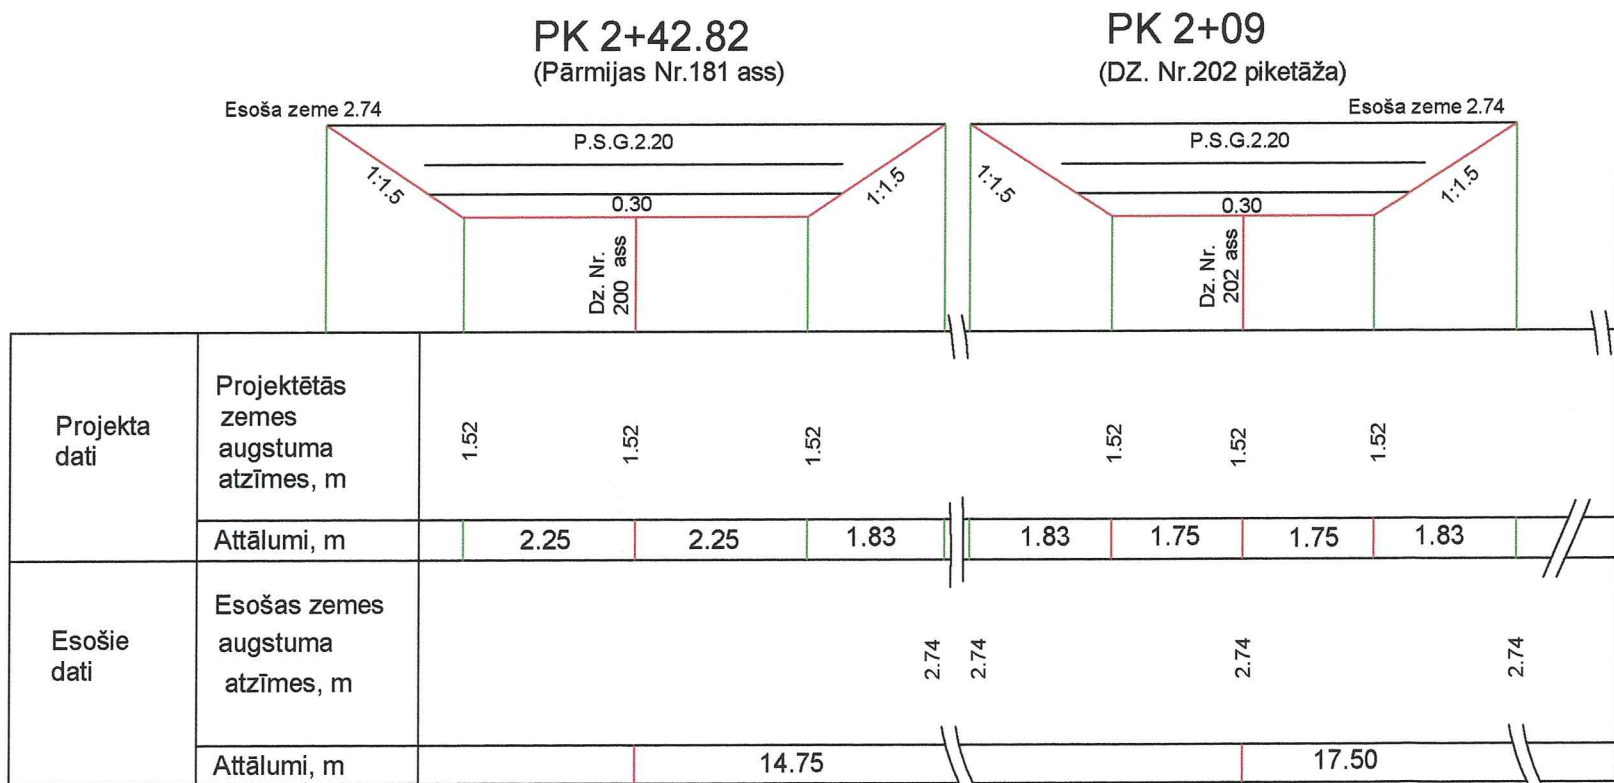 PK 2+42.82
(Pārmijas Nr.181 ass)
PK 2+09
(DZ. Nr.202 piketāža)
Esoša zeme 2.74
Esoša zeme 2.74
P.S.G.2.20
P.S.G.2.20
1:1.5
1:1.5
1:1.5
1:1.5
0.30
0.30
Dz. Nr.
200 ass
Dz. Nr.
202 ass
Projekta
dati
Projektētās
zemes
augstuma
atzīmes, m
1.52
1.52
1.52
1.52
1.52
1.52
Attālumi, m
2.25
2.25
1.83
1.83
1.75
1.75
1.83
Esošie
dati
Esošas zemes
augstuma
atzīmes, m
2.74
2.74
2.74
2.74
Attālumi, m
14.75
17.50